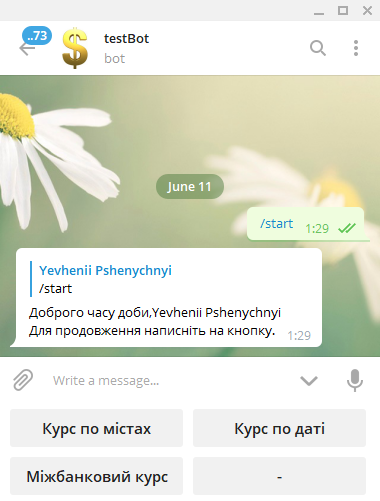 ..73
testBot
bot
June 11
/start 1:29
Yevhenii Pshenychnyi
/start
Доброго часу доби,Yevhenii Pshenychnyi
Для продовження написніть на кнопку. 1:29
Write a message...
Курс по містах
Курс по даті
Міжбанковий курс
-